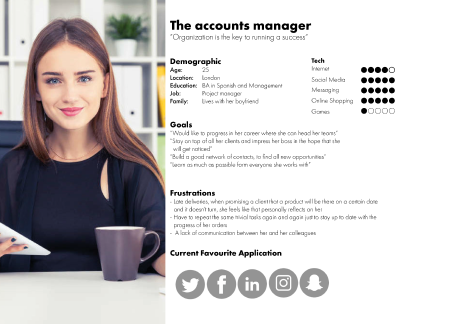 The accounts manager
"Organization is the key to running a success"
Demographic
Age: 25
Location: London
Education: BA in Spanish and Management
Job: Project manager
Family: Lives with her boyfriend
Tech
Internet
Social Media
Messaging
Online Shopping
Games
Goals
"Would like to progress in her career where she can head her teams"
"Stay on top of all her clients and impress her boss in the hope that she
will get noticed"
"Build a good network of contacts, to find all new opportunities"
"Learn as much as possible form everyone she works with"
Frustrations
- Late deliveries, when promising a client that a product will be there on a certain date
and it doesn't turn, she feels like that personally reflects on her
- Have to repeat the same trivial tasks again and again just to stay up to date with the
progress of her orders
- A lack of communication between her and her colleagues
Current Favourite Application